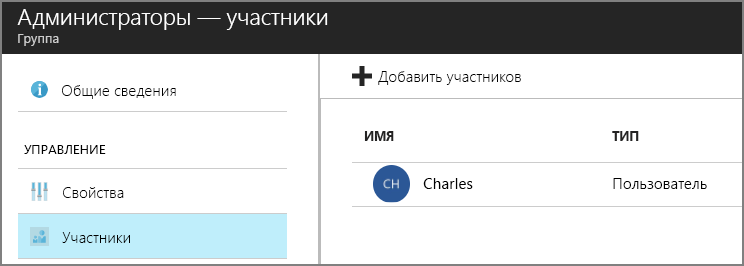 Администраторы — участники
Группа
Общие сведения
УПРАВЛЕНИЕ
Свойства
Участники
Добавить участников
ИМЯ ТИП
CH Charles Пользователь